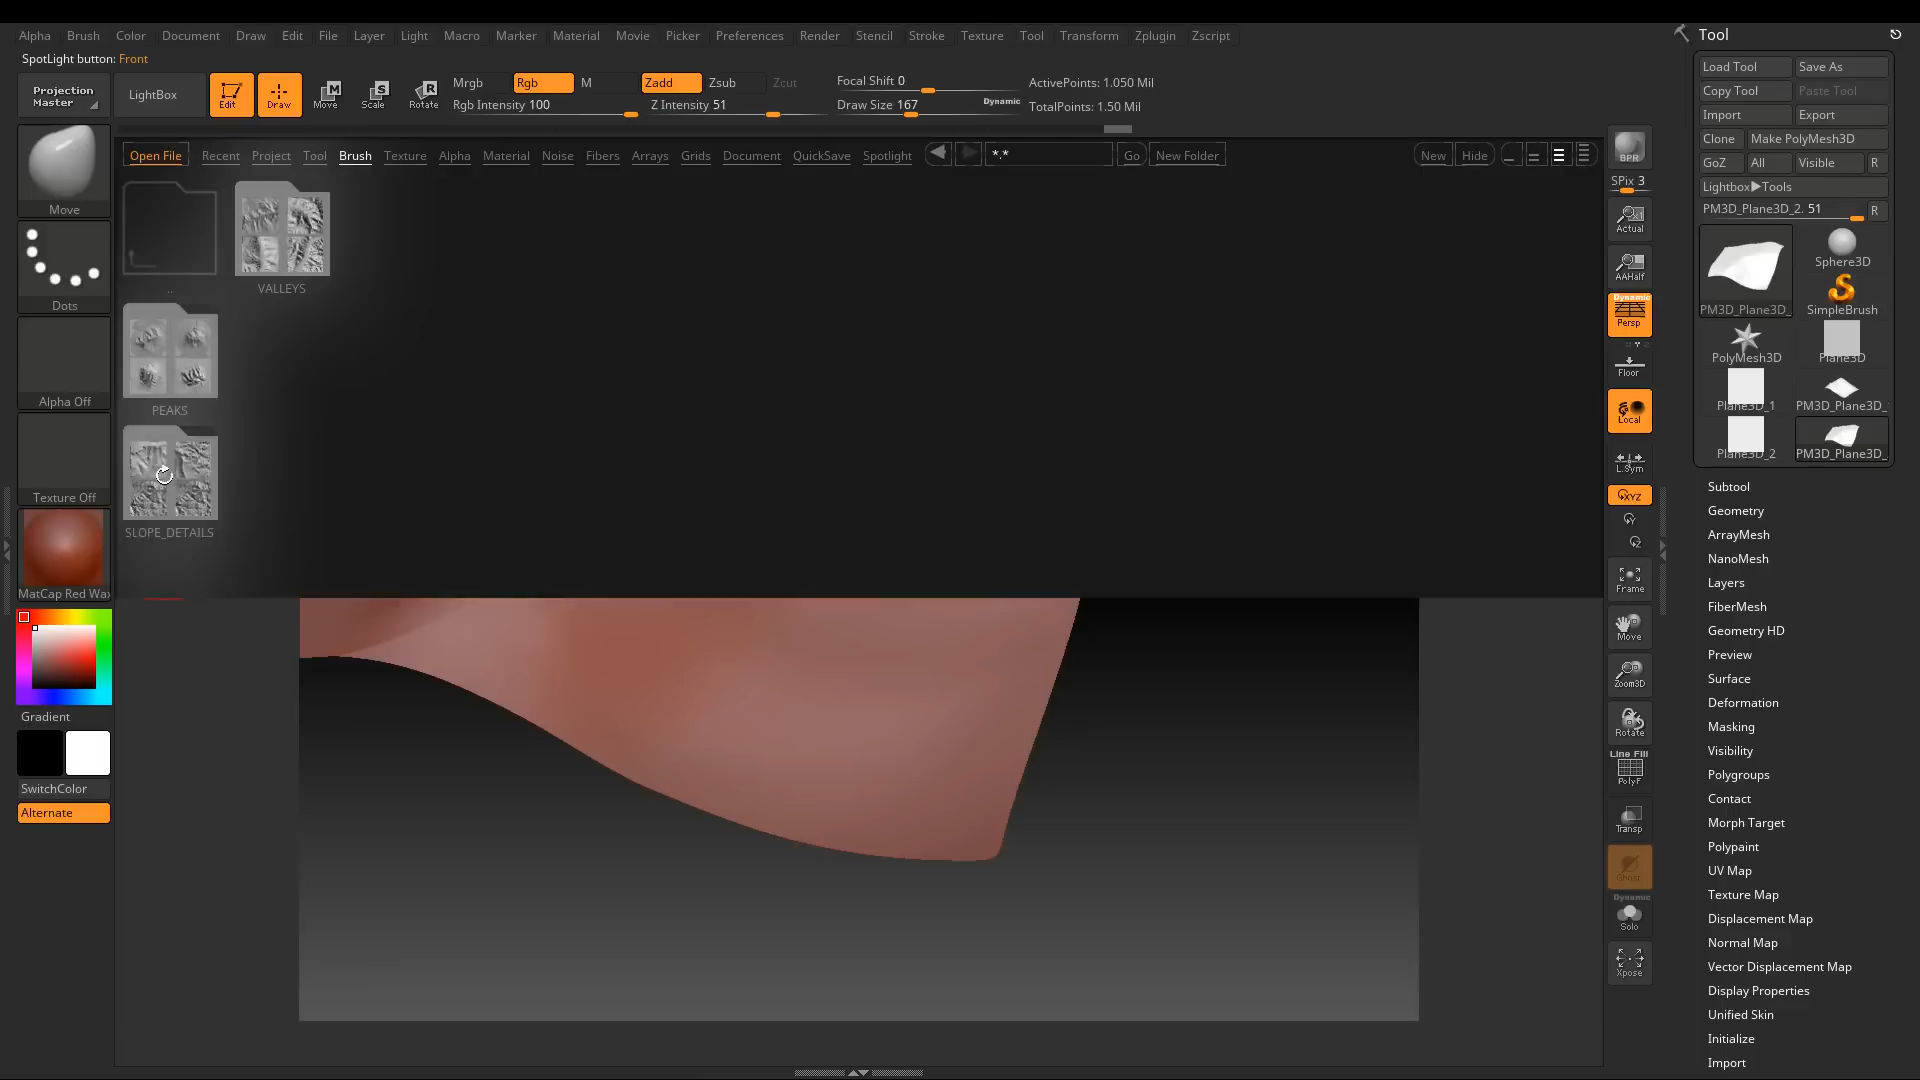 Alpha Brush Color Document Draw Edit File Layer Light Macro Marker Material Movie Picker Preferences Render Stencil Stroke Texture Tool Transform Zplugin Zscript
SpotLight button: Front
Projection Master
LightBox
Edit
Draw
Move
Scale
Rotate
Mrgb Rgb M
Rgb Intensity 100
Zadd Zsub Zcut
Z Intensity 51
Focal Shift 0
Draw Size 167
Dynamic
ActivePoints: 1.050 Mil
TotalPoints: 1.50 Mil
Open File Recent Project Tool Brush Texture Alpha Material Noise Fibers Arrays Grids Document QuickSave Spotlight *.* Go New Folder New Hide
..
VALLEYS
PEAKS
SLOPE_DETAILS
Move
Dots
Alpha Off
Texture Off
MatCap Red Wax
Gradient
SwitchColor
Alternate
BPR
SPix 3
Actual
AAHalf
Dynamic
Persp
Floor
Local
L.Sym
XYZ
Y
Z
Frame
Move
Zoom3D
Rotate
Line Fill
PolyF
Transp
Ghost
Dynamic
Solo
Xpose
Tool
Load Tool Save As
Copy Tool Paste Tool
Import Export
Clone Make PolyMesh3D
GoZ All Visible R
Lightbox▶Tools
PM3D_Plane3D_2. 51 R
PM3D_Plane3D_
Sphere3D
SimpleBrush
PolyMesh3D Plane3D
Plane3D_1 PM3D_Plane3D_
Plane3D_2 PM3D_Plane3D_
Subtool
Geometry
ArrayMesh
NanoMesh
Layers
FiberMesh
Geometry HD
Preview
Surface
Deformation
Masking
Visibility
Polygroups
Contact
Morph Target
Polypaint
UV Map
Texture Map
Displacement Map
Normal Map
Vector Displacement Map
Display Properties
Unified Skin
Initialize
Import